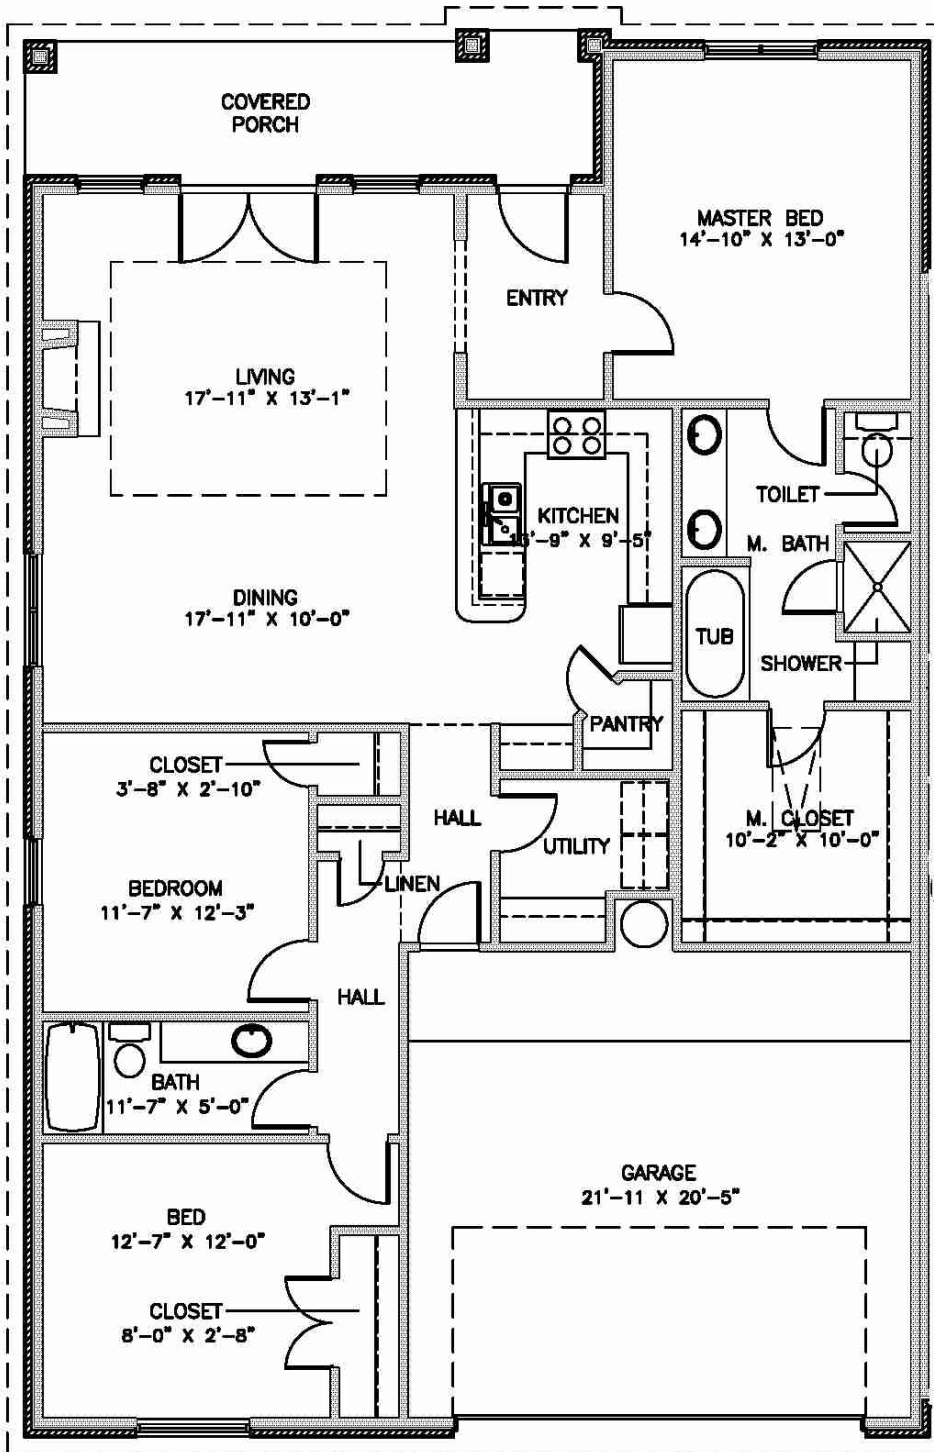 COVERED
PORCH
MASTER BED
14'-10" X 13'-0"
ENTRY
LIVING
17'-11" X 13'-1"
TOILET
KITCHEN
M. BATH
DINING
17'-11" X 10'-0"
TUB
SHOWER
PANTRY
CLOSET
3'-8" X 2'-10"
HALL
M. CLOSET
10'-2" X 10'-0"
UTILITY
LINEN
BEDROOM
11'-7" X 12'-3"
HALL
BATH
11'-7" X 5'-0"
GARAGE
21'-11 X 20'-5"
BED
12'-7" X 12'-0"
CLOSET
8'-0" X 2'-8"